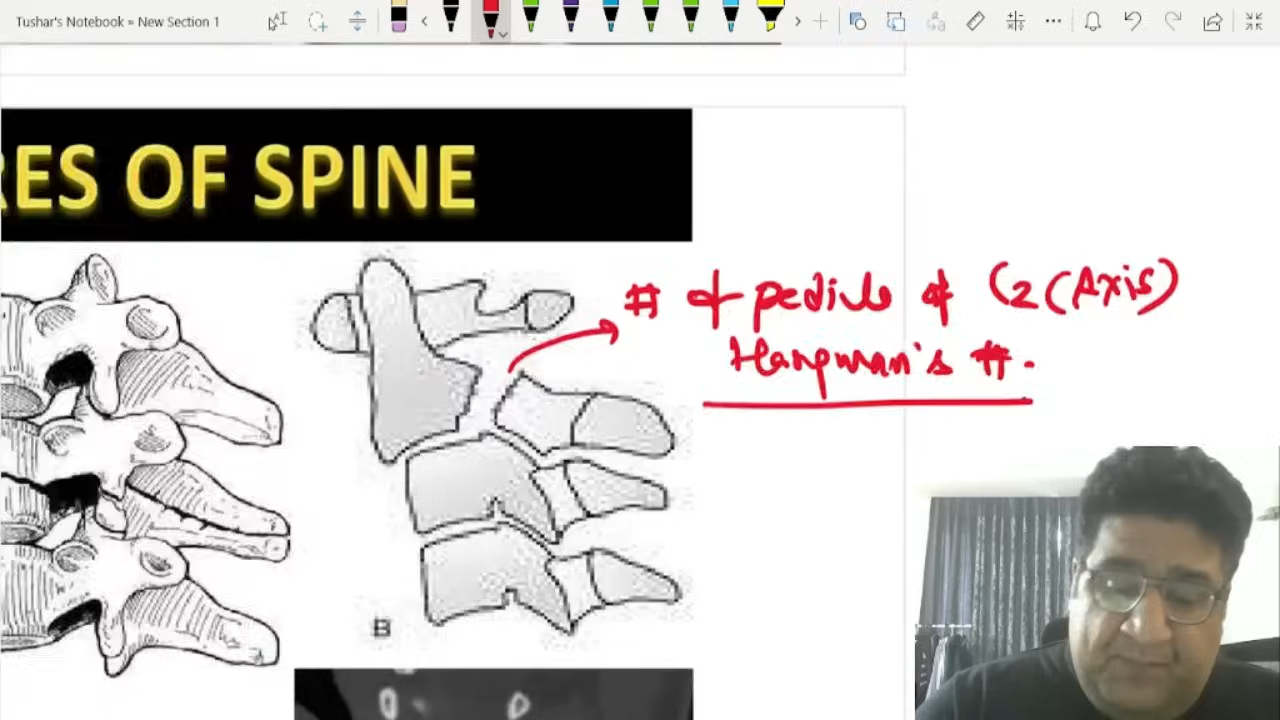 Tushar's Notebook » New Section 1
RES OF SPINE
# of pedicle of C2 (Axis)
Hangman's #.
B